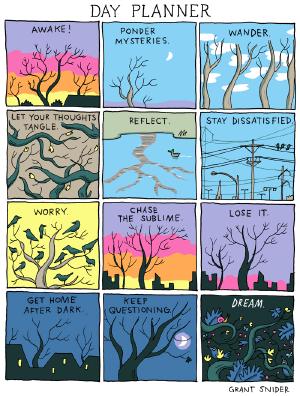 DAY PLANNER
AWAKE!
PONDER
MYSTERIES.
WANDER.
LET YOUR THOUGHTS
TANGLE.
REFLECT.
STAY DISSATISFIED.
WORRY.
CHASE
THE SUBLIME.
LOSE IT.
GET HOME
AFTER DARK.
KEEP
QUESTIONING.
DREAM.
GRANT SNIDER